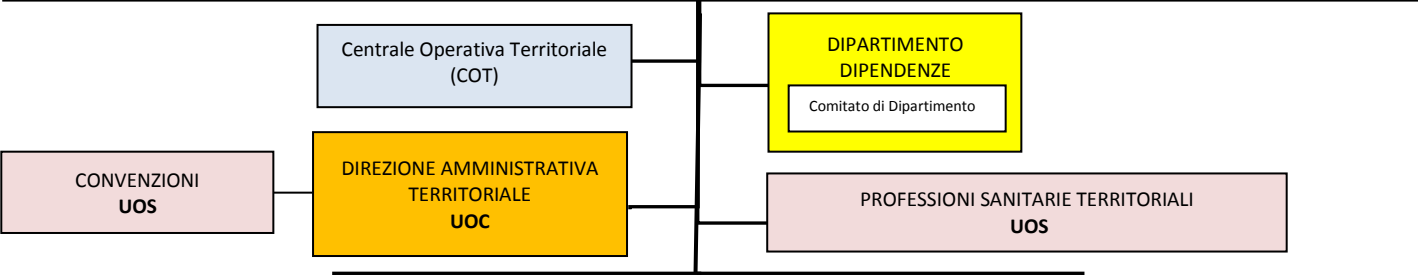 Centrale Operativa Territoriale
(COT)
DIPARTIMENTO
DIPENDENZE
Comitato di Dipartimento
CONVENZIONI
UOS
DIREZIONE AMMINISTRATIVA
TERRITORIALE
UOC
PROFESSIONI SANITARIE TERRITORIALI
UOS